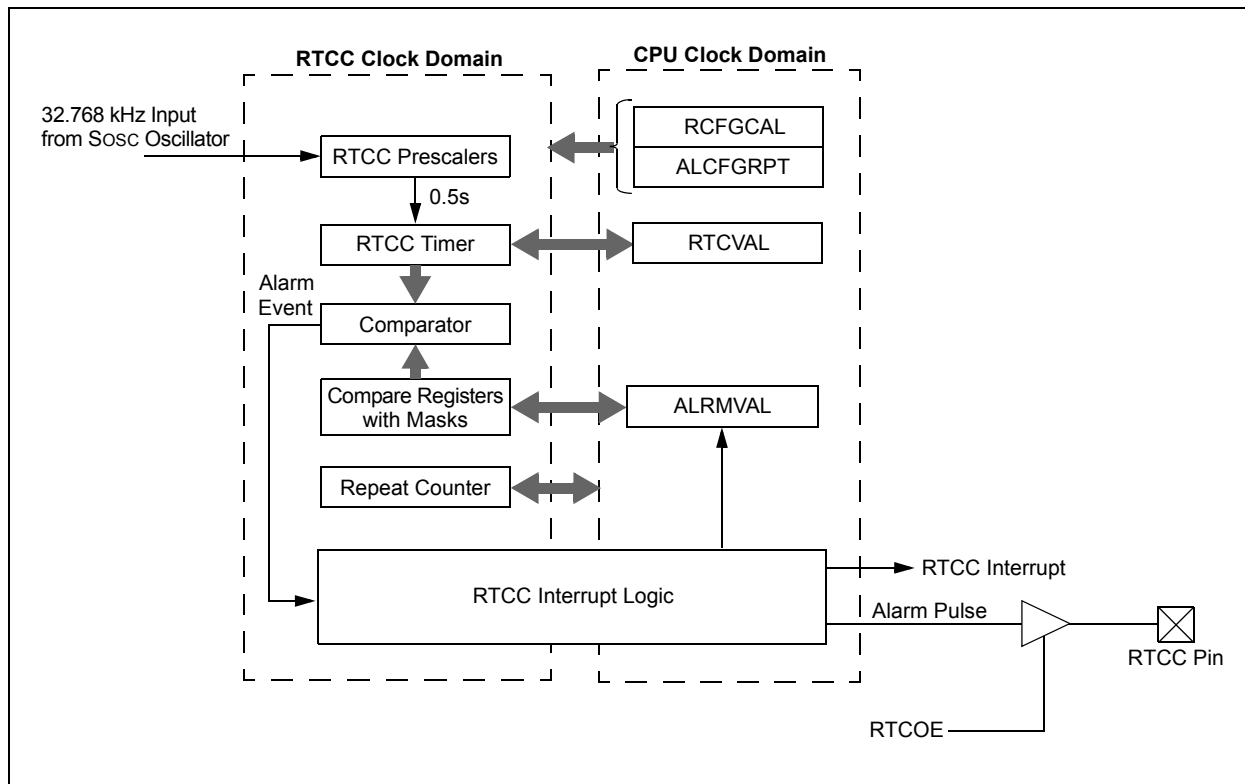 RTCC Clock Domain
CPU Clock Domain
32.768 kHz Input
from SOSC Oscillator
RCFGCAL
RTCC Prescalers
ALCFGRPT
0.5s
RTCC Timer
RTCVAL
Alarm
Event
Comparator
Compare Registers
with Masks
ALRMVAL
Repeat Counter
RTCC Interrupt Logic
RTCC Interrupt
Alarm Pulse
RTCC Pin
RTCOE